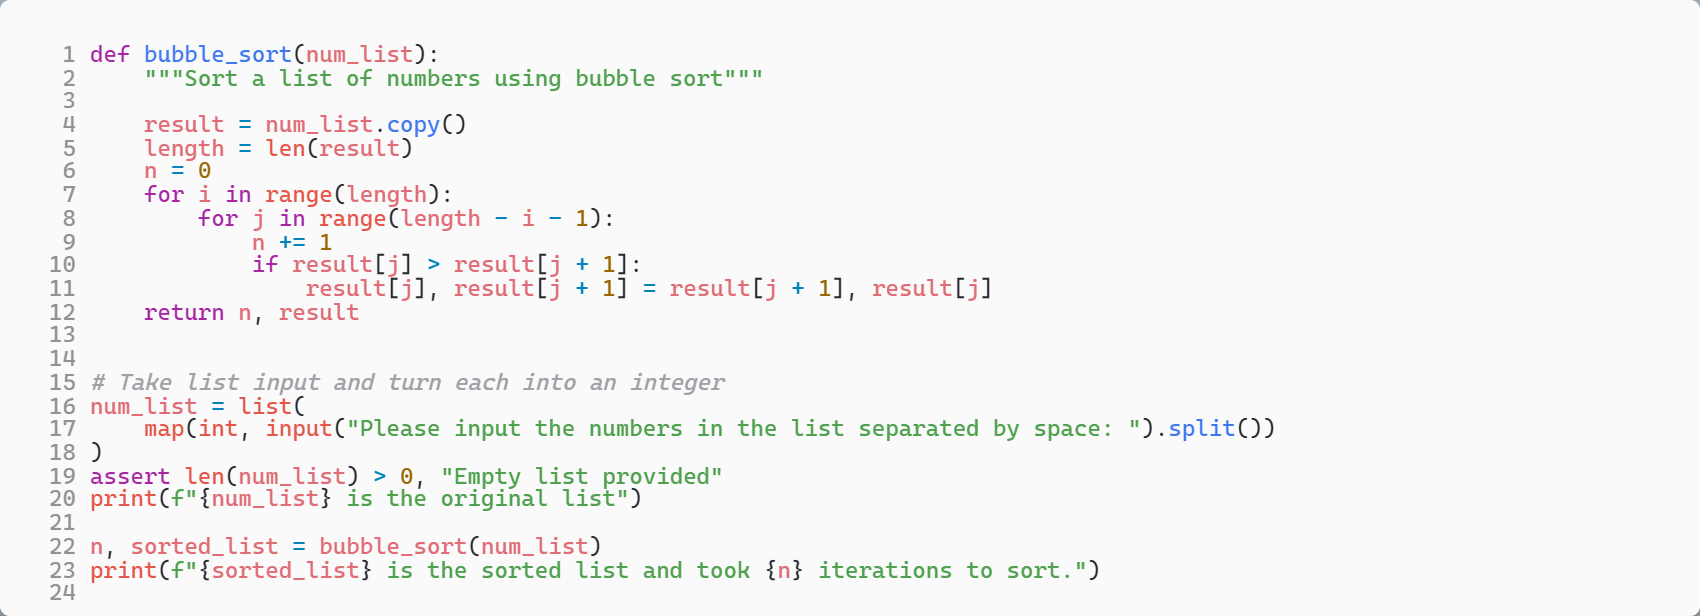 1 def bubble_sort(num_list):
2     """Sort a list of numbers using bubble sort"""
3
4     result = num_list.copy()
5     length = len(result)
6     n = 0
7     for i in range(length):
8         for j in range(length - i - 1):
9             n += 1
10             if result[j] > result[j + 1]:
11                 result[j], result[j + 1] = result[j + 1], result[j]
12     return n, result
13
14
15 # Take list input and turn each into an integer
16 num_list = list(
17     map(int, input("Please input the numbers in the list separated by space: ").split())
18 )
19 assert len(num_list) > 0, "Empty list provided"
20 print(f"{num_list} is the original list")
21
22 n, sorted_list = bubble_sort(num_list)
23 print(f"{sorted_list} is the sorted list and took {n} iterations to sort.")
24